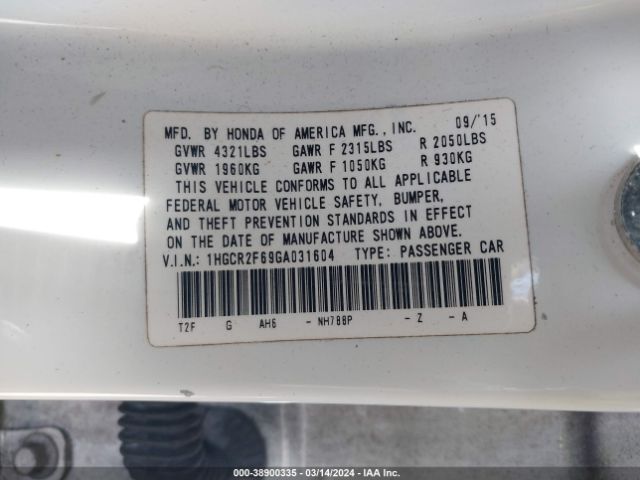 MFD. BY HONDA OF AMERICA MFG., INC. 09/'15
GVWR 4321LBS GAWR F 2315LBS R 2050LBS
GVWR 1960KG GAWR F 1050KG R 930KG
THIS VEHICLE CONFORMS TO ALL APPLICABLE
FEDERAL MOTOR VEHICLE SAFETY, BUMPER,
AND THEFT PREVENTION STANDARDS IN EFFECT
ON THE DATE OF MANUFACTURE SHOWN ABOVE.
V.I.N.: 1HGCR2F69GA031604 TYPE: PASSENGER CAR
T2F G AH6 - NH788P - Z - A
000-38900335 - 03/14/2024 - IAA Inc.